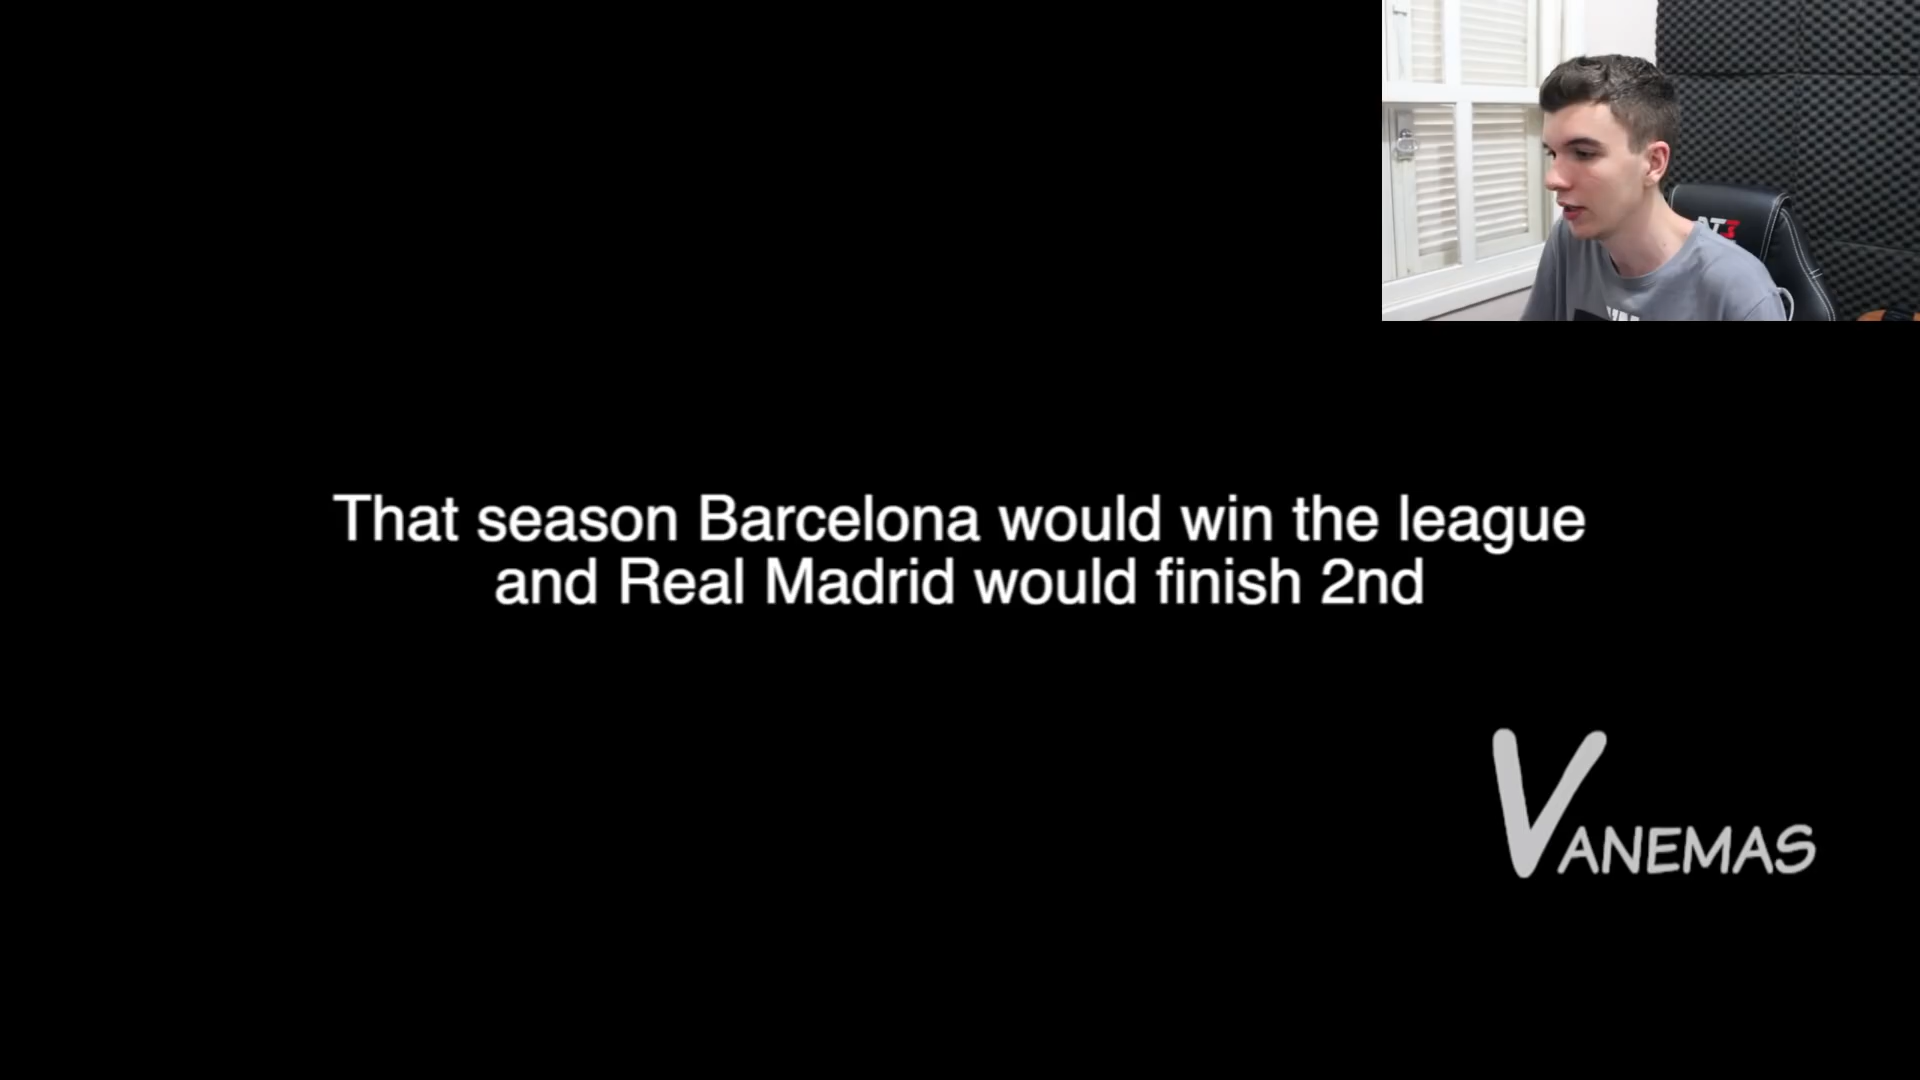 That season Barcelona would win the league
and Real Madrid would finish 2nd
VANEMAS